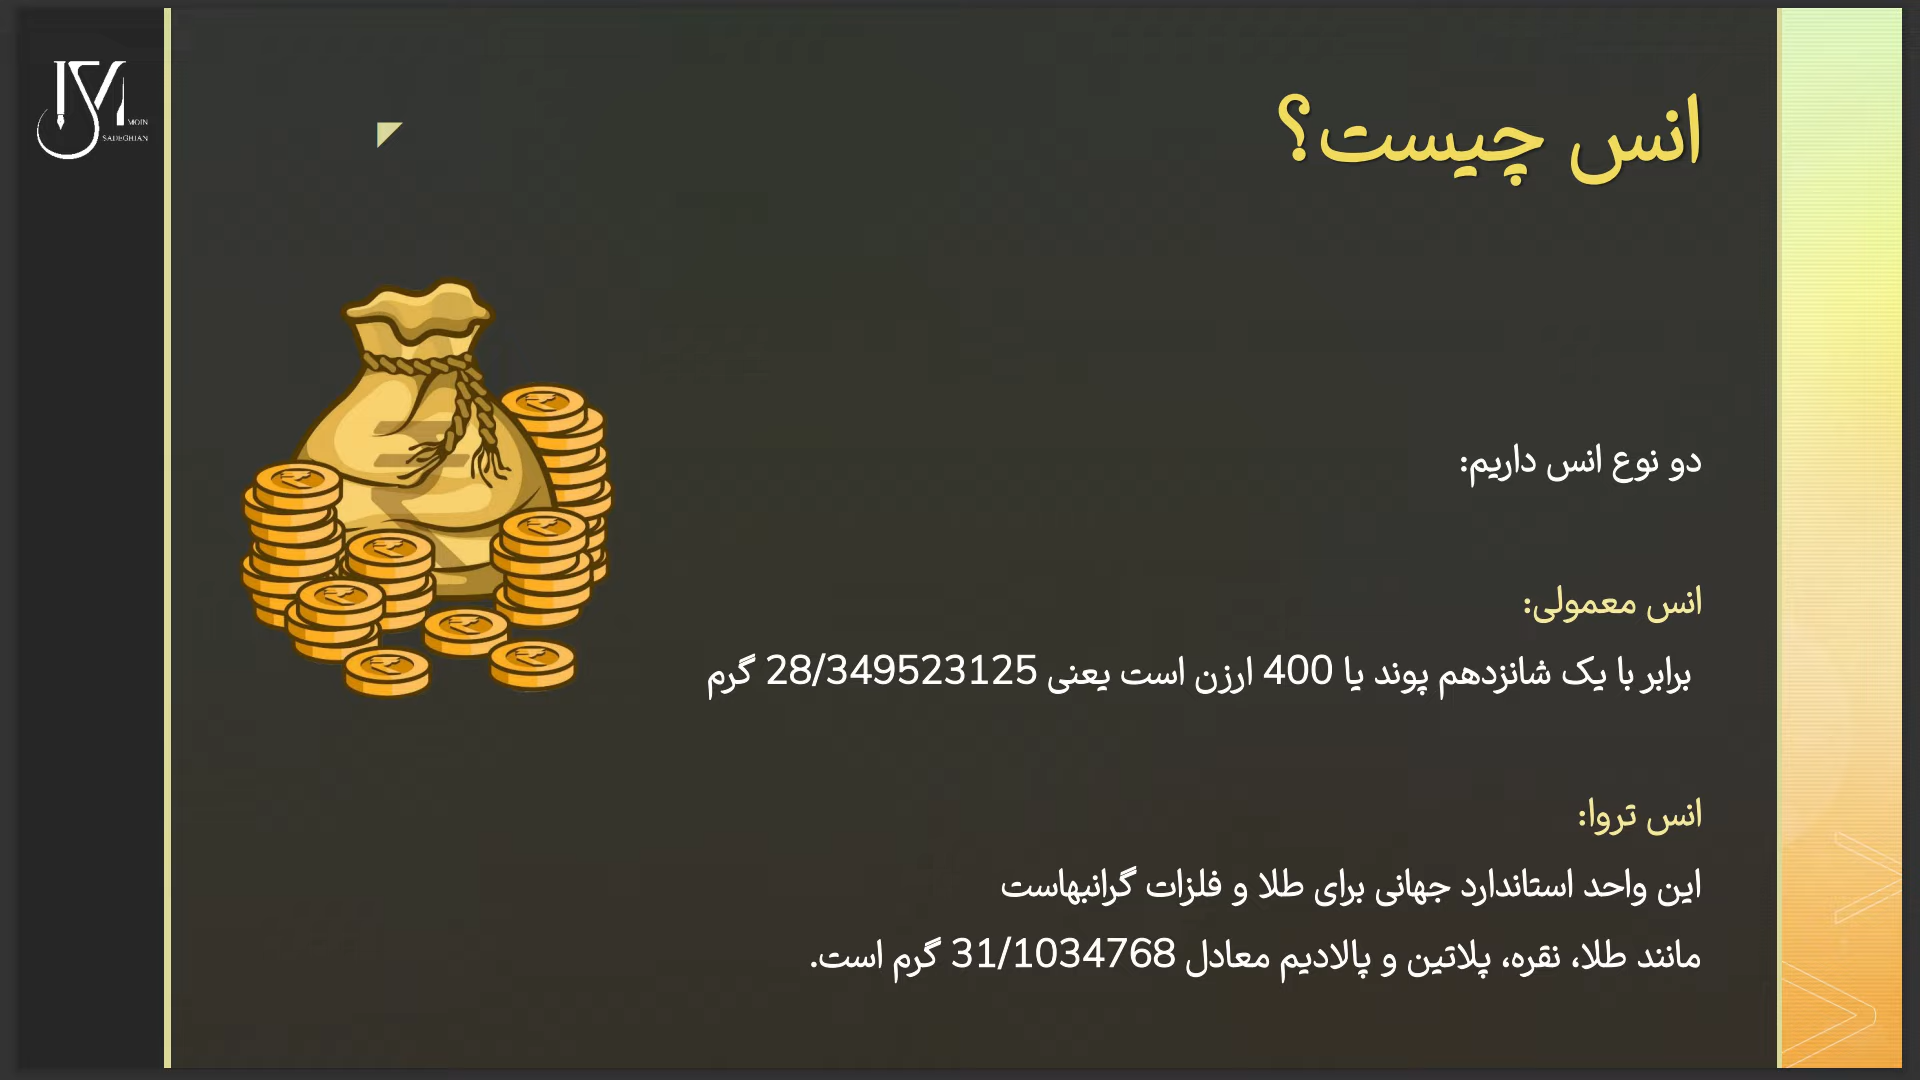 MOIN
SADEGHIAN
انس چیست؟
دو نوع انس داریم:
انس معمولی:
برابر با یک شانزدهم پوند یا 400 ارزن است یعنی 28/349523125 گرم
انس تروا:
این واحد استاندارد جهانی برای طلا و فلزات گرانبهاست
مانند طلا، نقره، پلاتین و پالادیم معادل 31/1034768 گرم است.